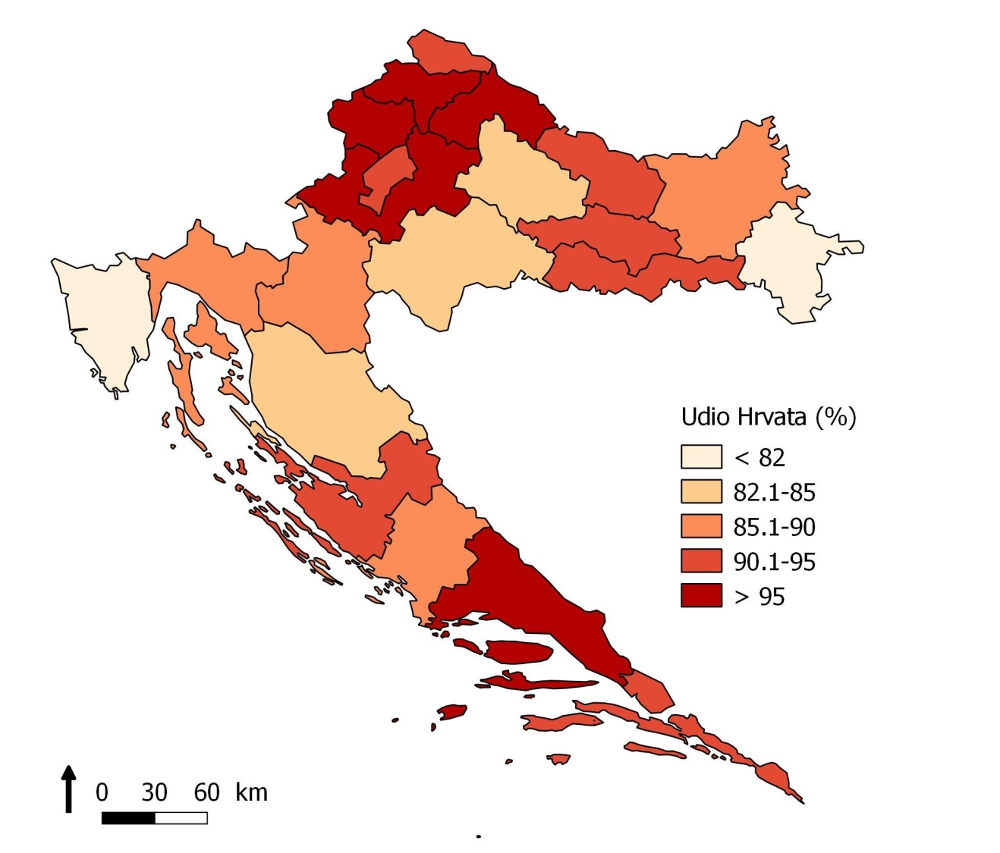 Udio Hrvata (%)
< 82
82.1-85
85.1-90
90.1-95
> 95
0 30 60 km